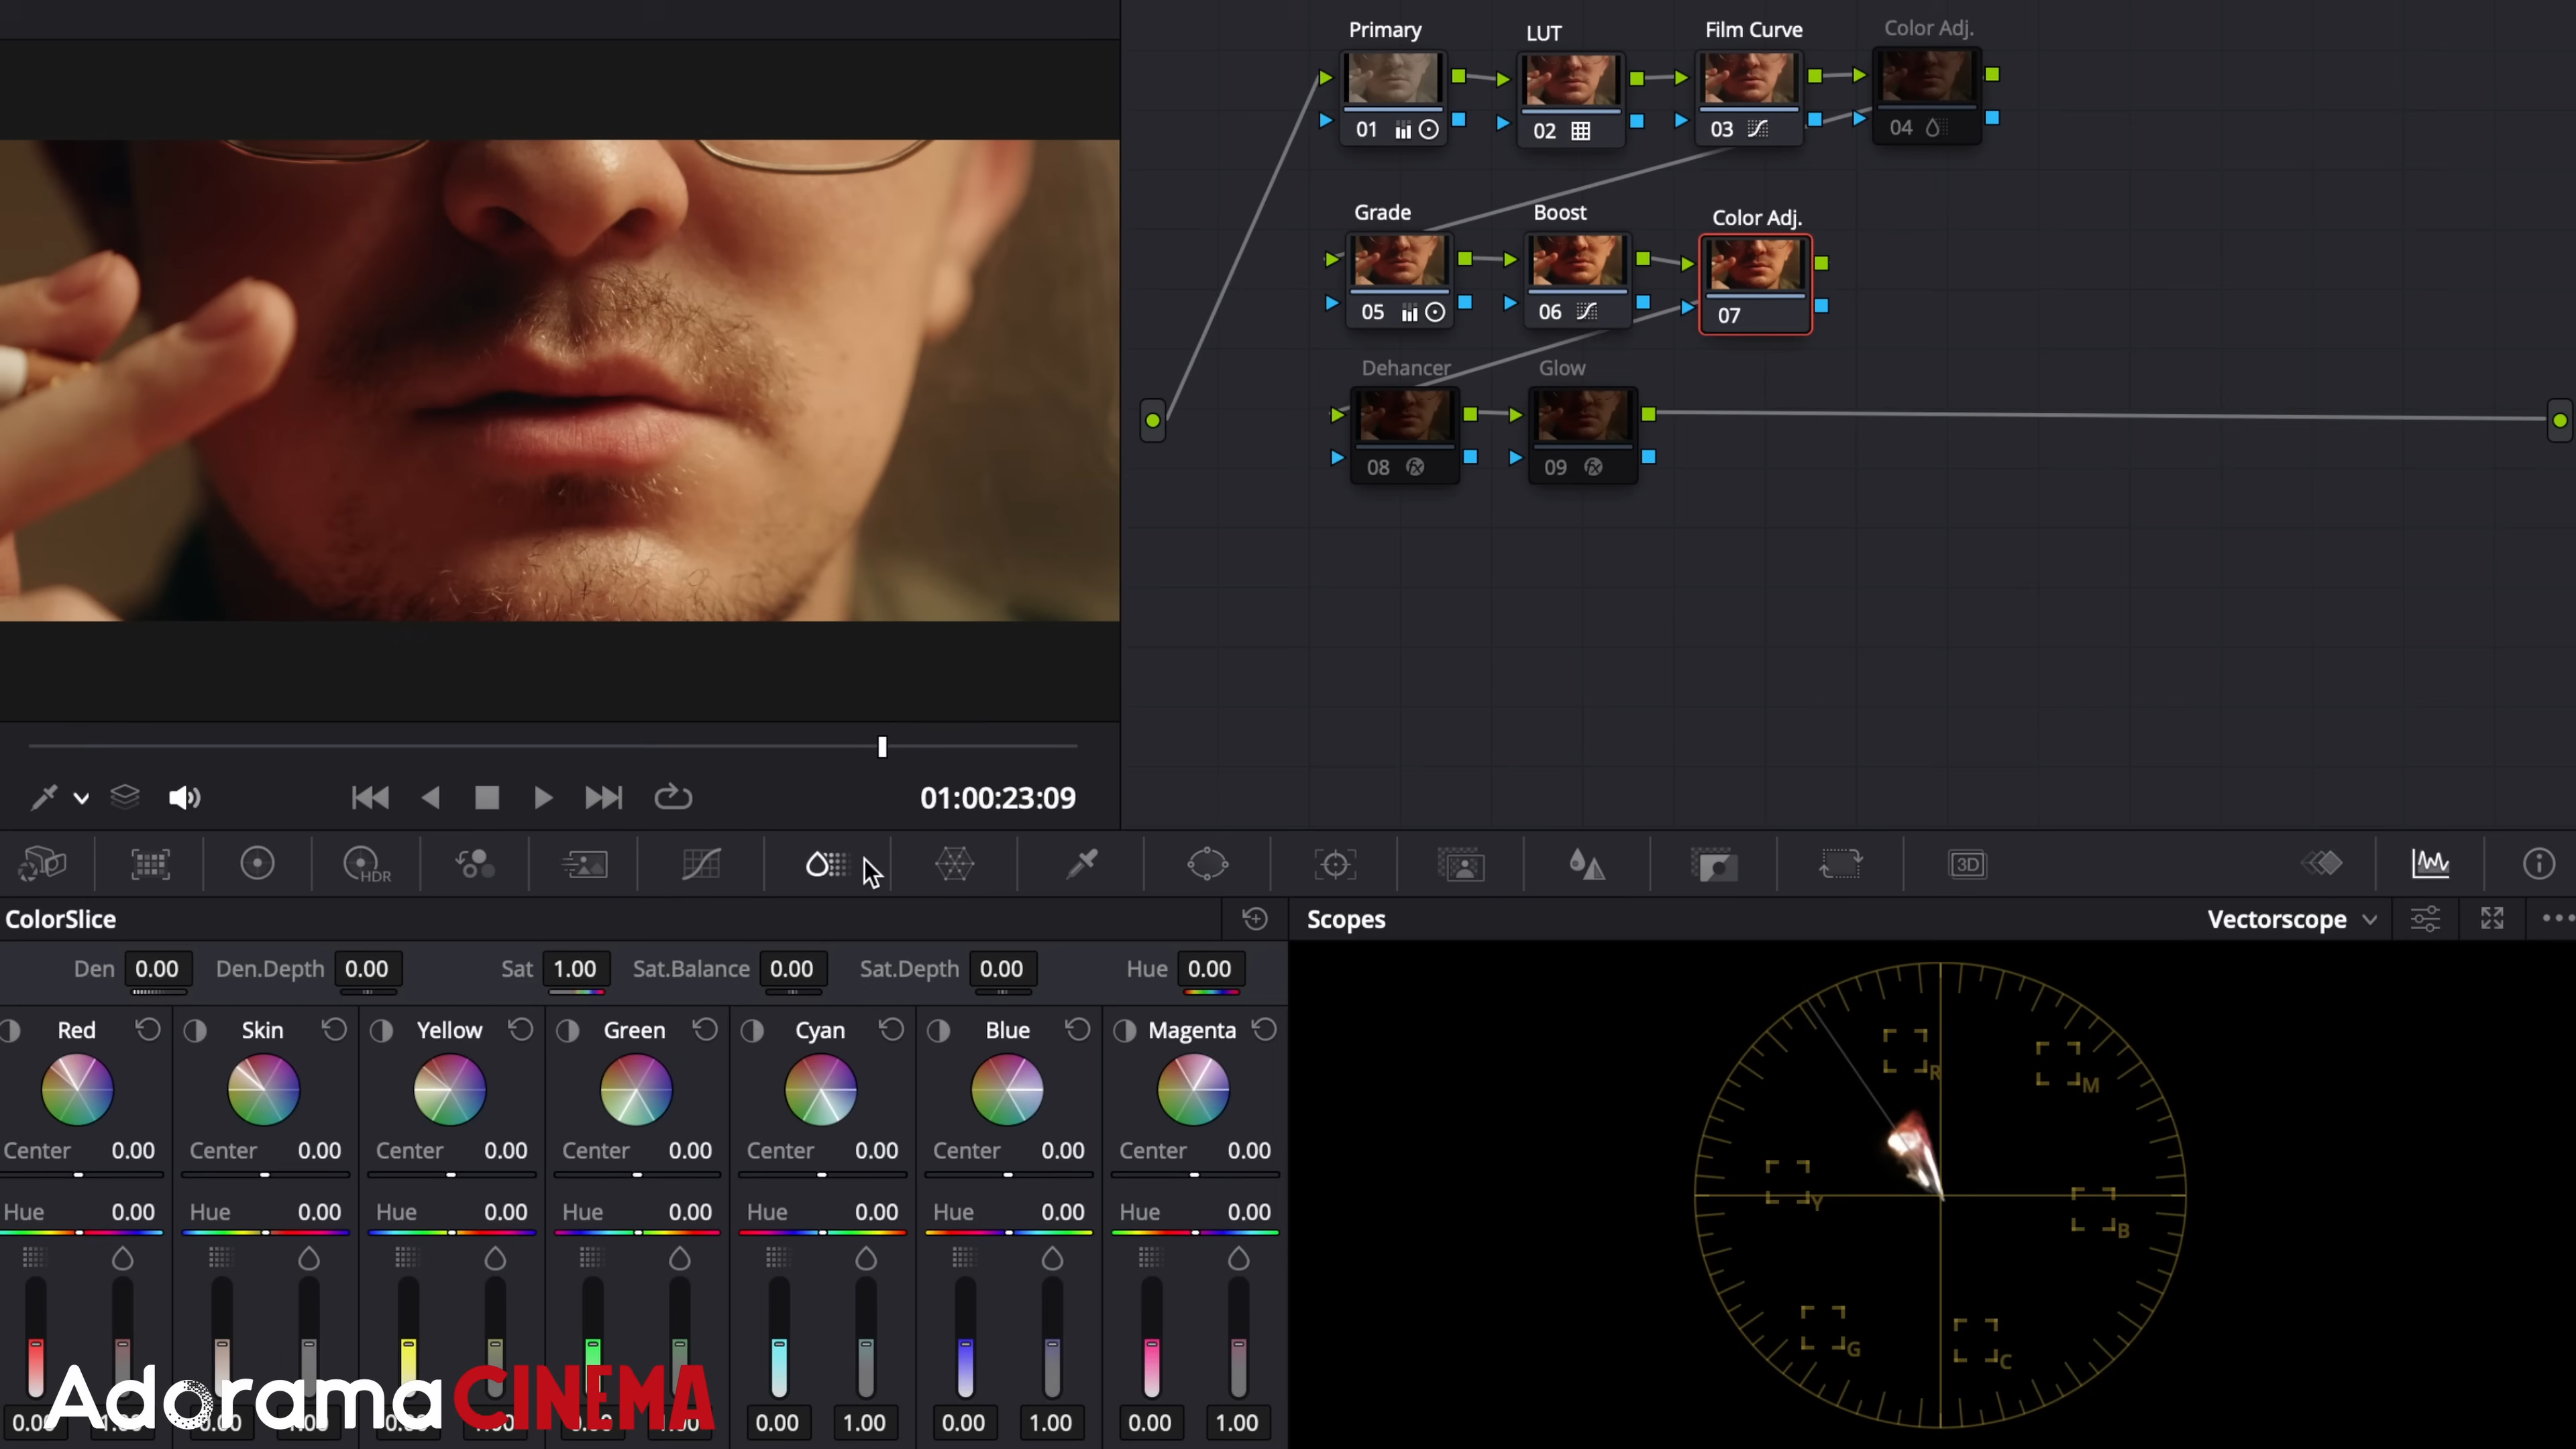 Primary LUT Film Curve Color Adj.
01 02 03 04
Grade Boost Color Adj.
05 06 07
Dehancer Glow
08 fx 09 fx
01:00:23:09
HDR 3D
ColorSlice Scopes Vectorscope
Den 0.00 Den.Depth 0.00 Sat 1.00 Sat.Balance 0.00 Sat.Depth 0.00 Hue 0.00
Red Skin Yellow Green Cyan Blue Magenta
Center 0.00 Center 0.00 Center 0.00 Center 0.00 Center 0.00 Center 0.00 Center 0.00
Hue 0.00 Hue 0.00 Hue 0.00 Hue 0.00 Hue 0.00 Hue 0.00 Hue 0.00
R M
Y B
G C
Adorama CINEMA
0.00 1.00 0.00 1.00 0.00 1.00